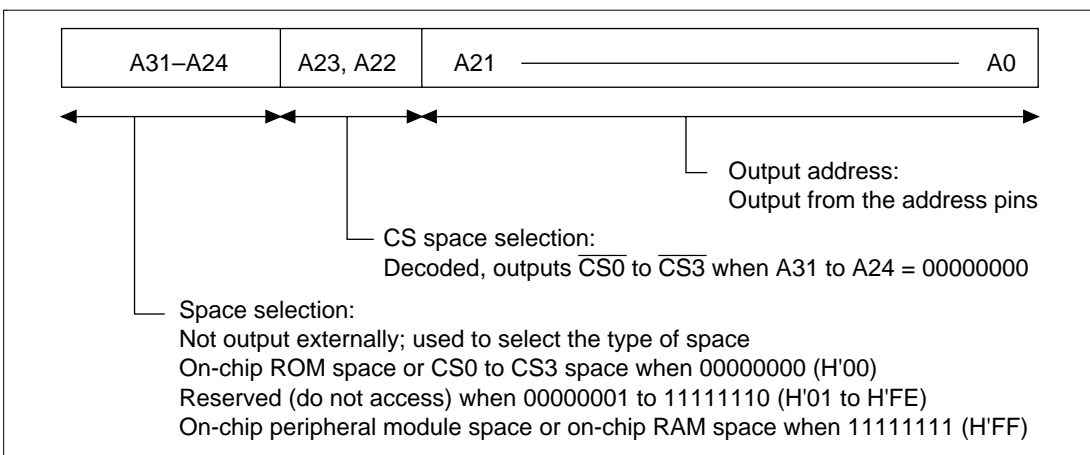 A31–A24 A23, A22 A21 A0
Output address:
Output from the address pins
CS space selection:
Decoded, outputs CS0 to CS3 when A31 to A24 = 00000000
Space selection:
Not output externally; used to select the type of space
On-chip ROM space or CS0 to CS3 space when 00000000 (H'00)
Reserved (do not access) when 00000001 to 11111110 (H'01 to H'FE)
On-chip peripheral module space or on-chip RAM space when 11111111 (H'FF)